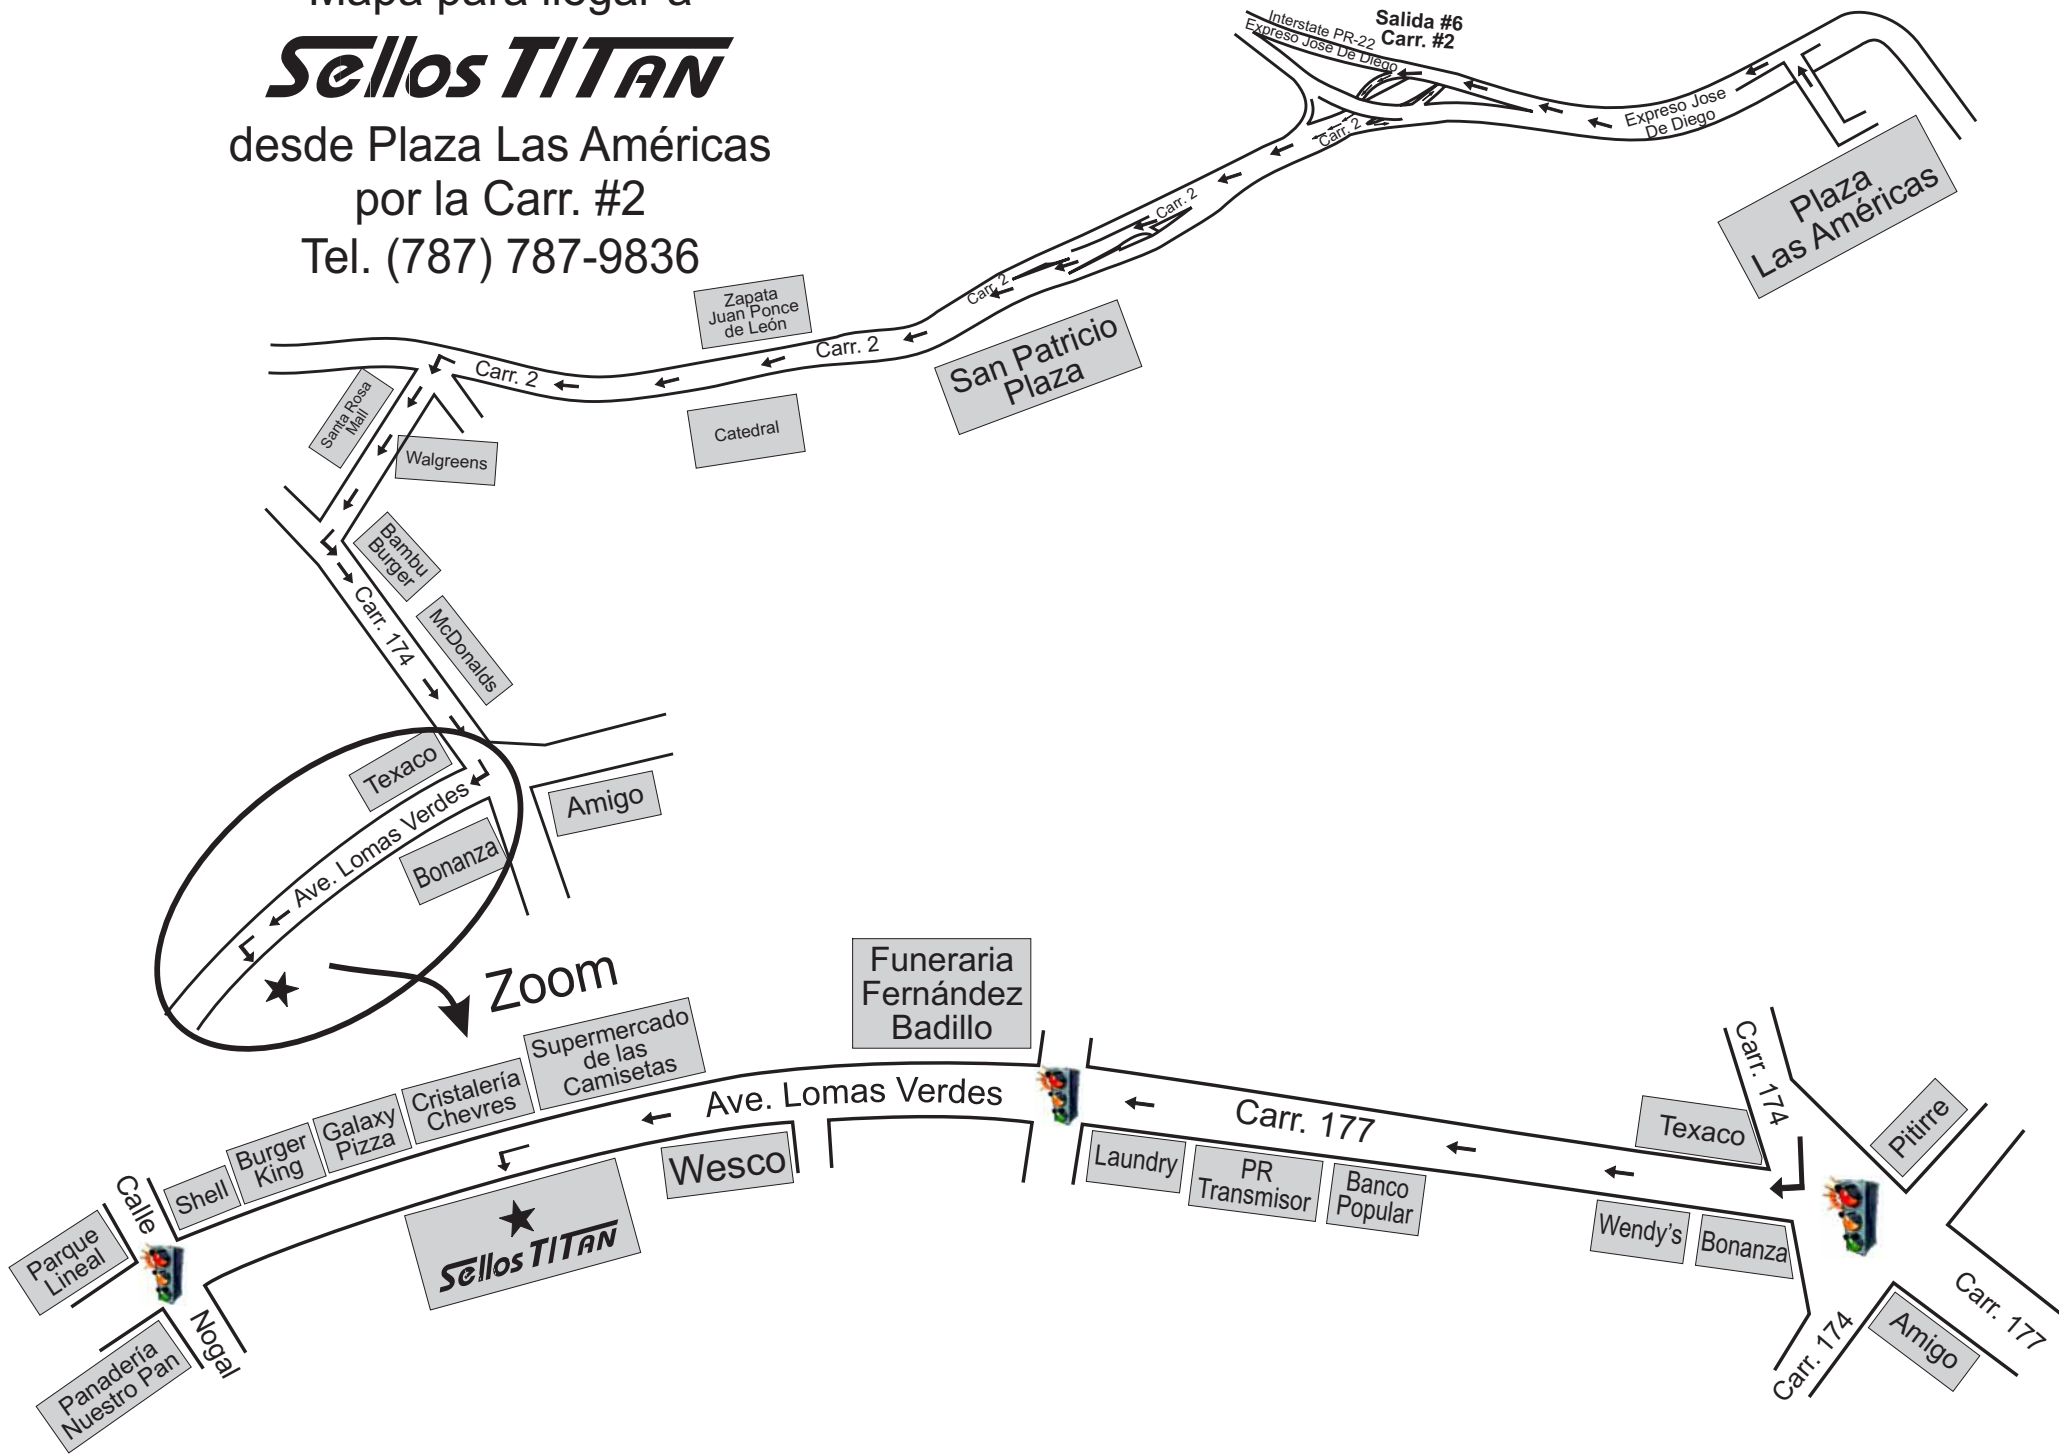 Mapa para llegar a
Sellos TITAN
desde Plaza Las Américas
por la Carr. #2
Tel. (787) 787-9836
Interstate PR-22
Expreso Jose De Diego
Salida #6
Carr. #2
Expreso Jose
De Diego
Plaza
Las Américas
Carr. 2
Carr. 2
Carr. 2
San Patricio
Plaza
Zapata
Juan Ponce
de León
Carr. 2
Catedral
Carr. 2
Santa Rosa
Mall
Walgreens
Bambu
Burger
Carr. 174
McDonalds
Texaco
Ave. Lomas Verdes
Amigo
Bonanza
Zoom
Funeraria
Fernández
Badillo
Supermercado
de las
Camisetas
Cristalería
Chevres
Galaxy
Pizza
Burger
King
Shell
Calle
Nogal
Parque
Lineal
Panadería
Nuestro Pan
Sellos TITAN
Wesco
Ave. Lomas Verdes
Carr. 177
Laundry
PR
Transmisor
Banco
Popular
Wendy's
Bonanza
Texaco
Carr. 174
Pitirre
Carr. 177
Amigo
Carr. 174